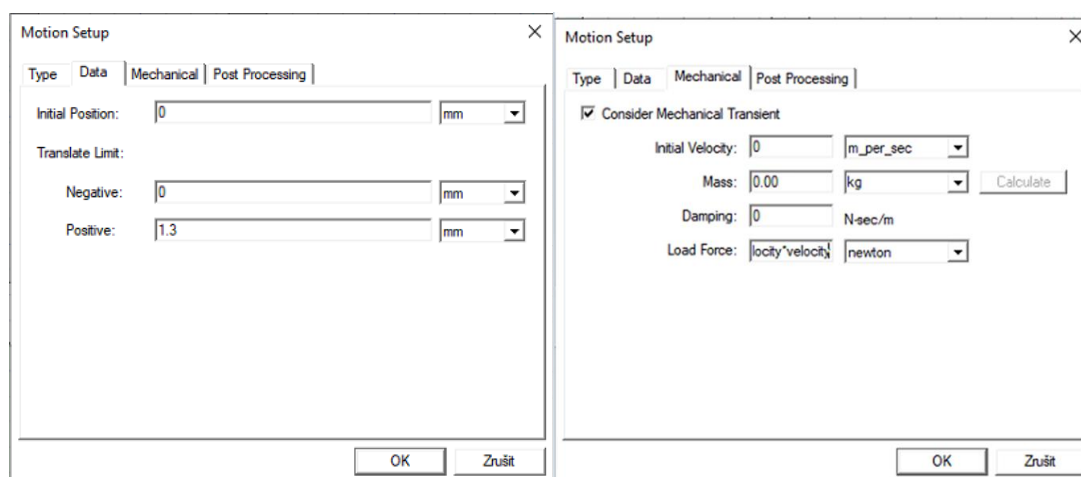 Motion Setup
Type Data Mechanical Post Processing
Initial Position: 0 mm
Translate Limit:
Negative: 0 mm
Positive: 1.3 mm
OK Zrušit
Motion Setup
Type Data Mechanical Post Processing
Consider Mechanical Transient
Initial Velocity: 0 m_per_sec
Mass: 0.00 kg Calculate
Damping: 0 N-sec/m
Load Force: locity*velocity newton
OK Zrušit